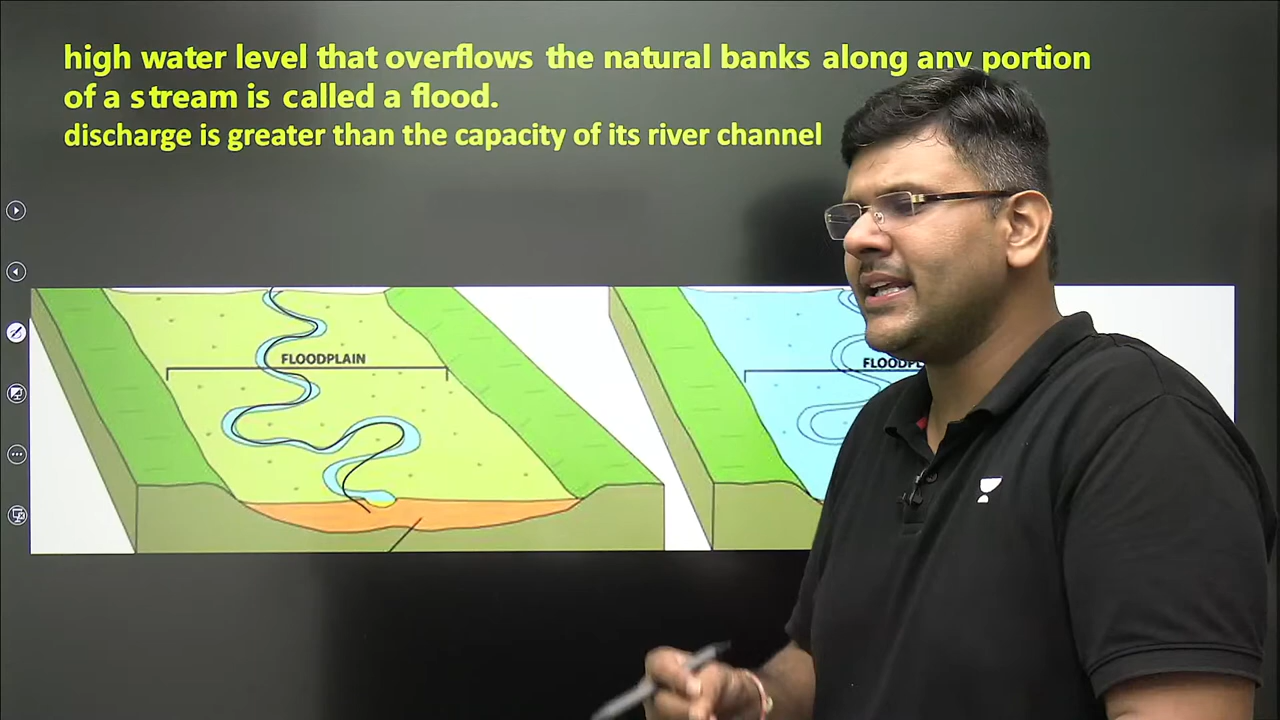 high water level that overflows the natural banks along any portion
of a stream is called a flood.
discharge is greater than the capacity of its river channel
FLOODPLAIN
FLOODPL